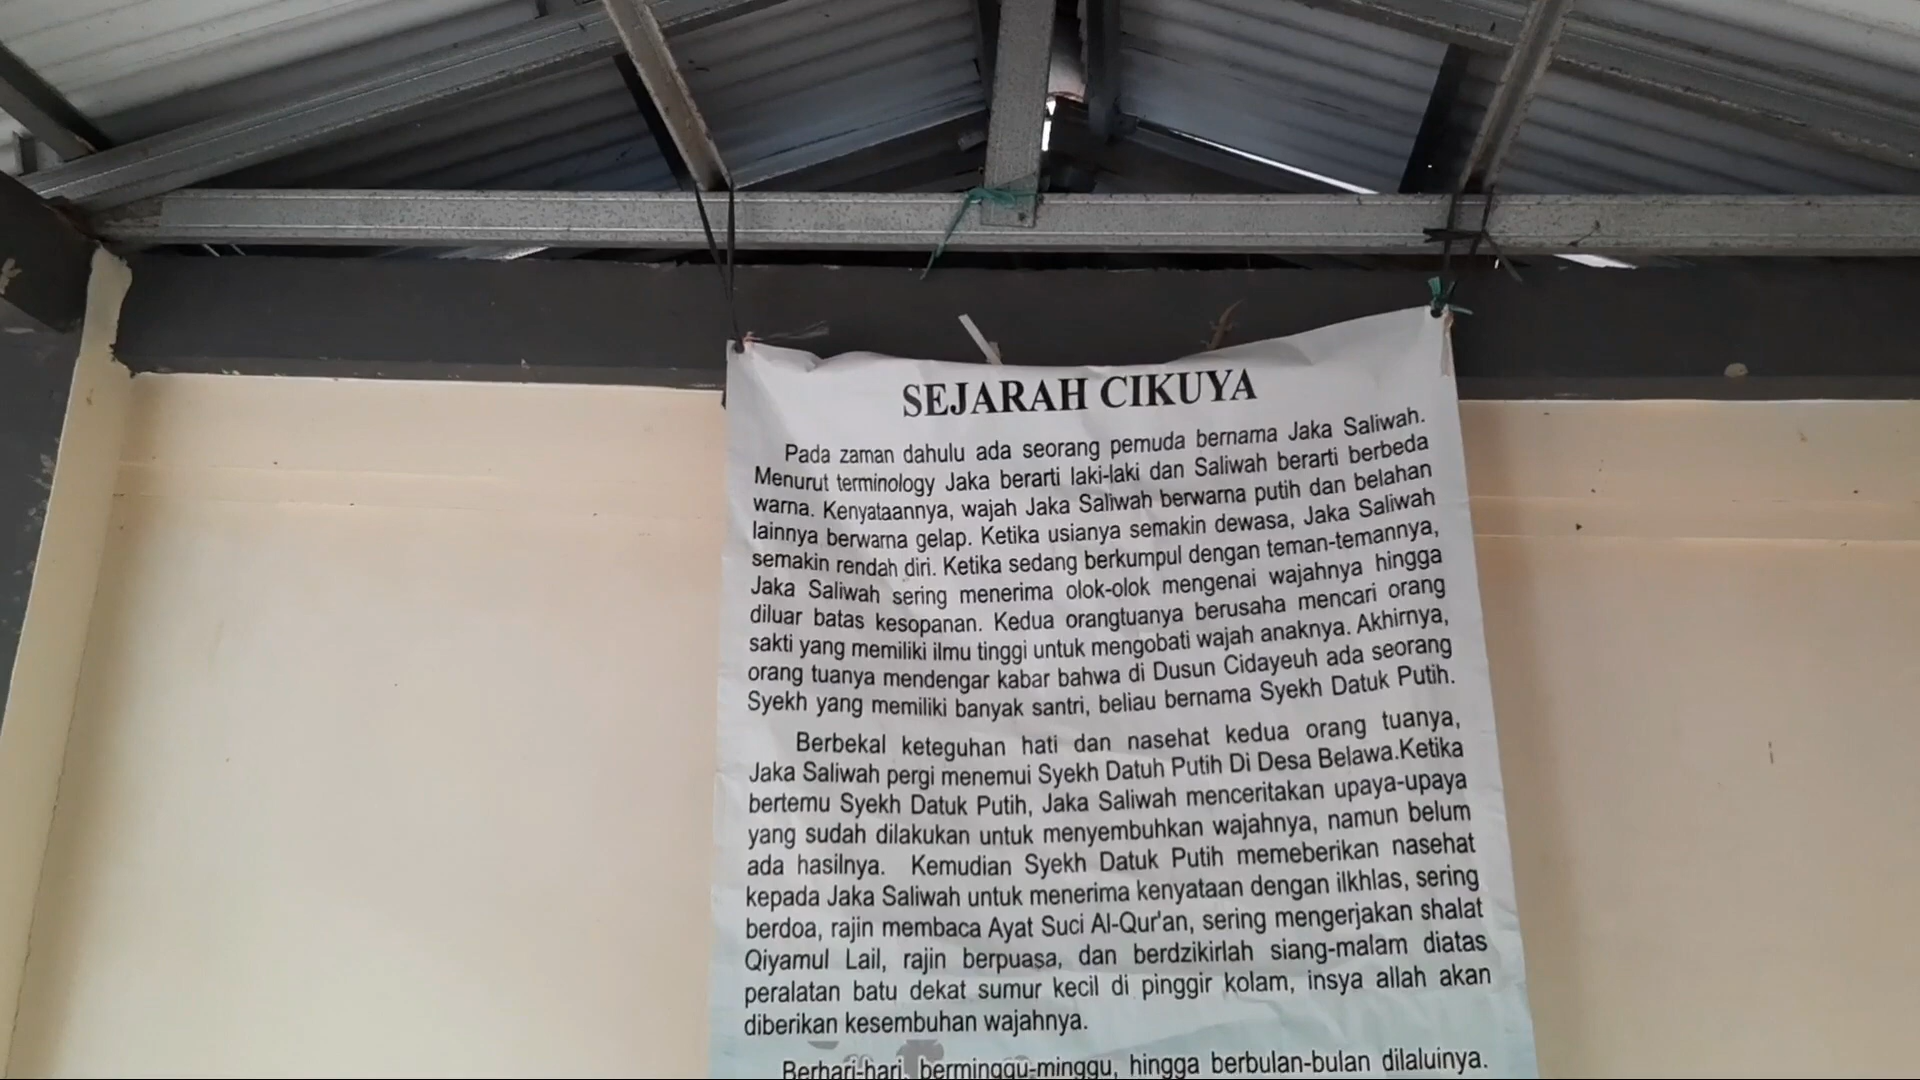 SEJARAH CIKUYA
Pada zaman dahulu ada seorang pemuda bernama Jaka Saliwah.
Menurut terminology Jaka berarti laki-laki dan Saliwah berarti berbeda
warna. Kenyataannya, wajah Jaka Saliwah berwarna putih dan belahan
lainnya berwarna gelap. Ketika usianya semakin dewasa, Jaka Saliwah
semakin rendah diri. Ketika sedang berkumpul dengan teman-temannya,
Jaka Saliwah sering menerima olok-olok mengenai wajahnya hingga
diluar batas kesopanan. Kedua orangtuanya berusaha mencari orang
sakti yang memiliki ilmu tinggi untuk mengobati wajah anaknya. Akhirnya,
orang tuanya mendengar kabar bahwa di Dusun Cidayeuh ada seorang
Syekh yang memiliki banyak santri, beliau bernama Syekh Datuk Putih.
Berbekal keteguhan hati dan nasehat kedua orang tuanya,
Jaka Saliwah pergi menemui Syekh Datuh Putih Di Desa Belawa.Ketika
bertemu Syekh Datuk Putih, Jaka Saliwah menceritakan upaya-upaya
yang sudah dilakukan untuk menyembuhkan wajahnya, namun belum
ada hasilnya. Kemudian Syekh Datuk Putih memeberikan nasehat
kepada Jaka Saliwah untuk menerima kenyataan dengan ilkhlas, sering
berdoa, rajin membaca Ayat Suci Al-Qur'an, sering mengerjakan shalat
Qiyamul Lail, rajin berpuasa, dan berdzikirlah siang-malam diatas
peralatan batu dekat sumur kecil di pinggir kolam, insya allah akan
diberikan kesembuhan wajahnya.
Berhari-hari, berminggu-minggu, hingga berbulan-bulan dilaluinya.